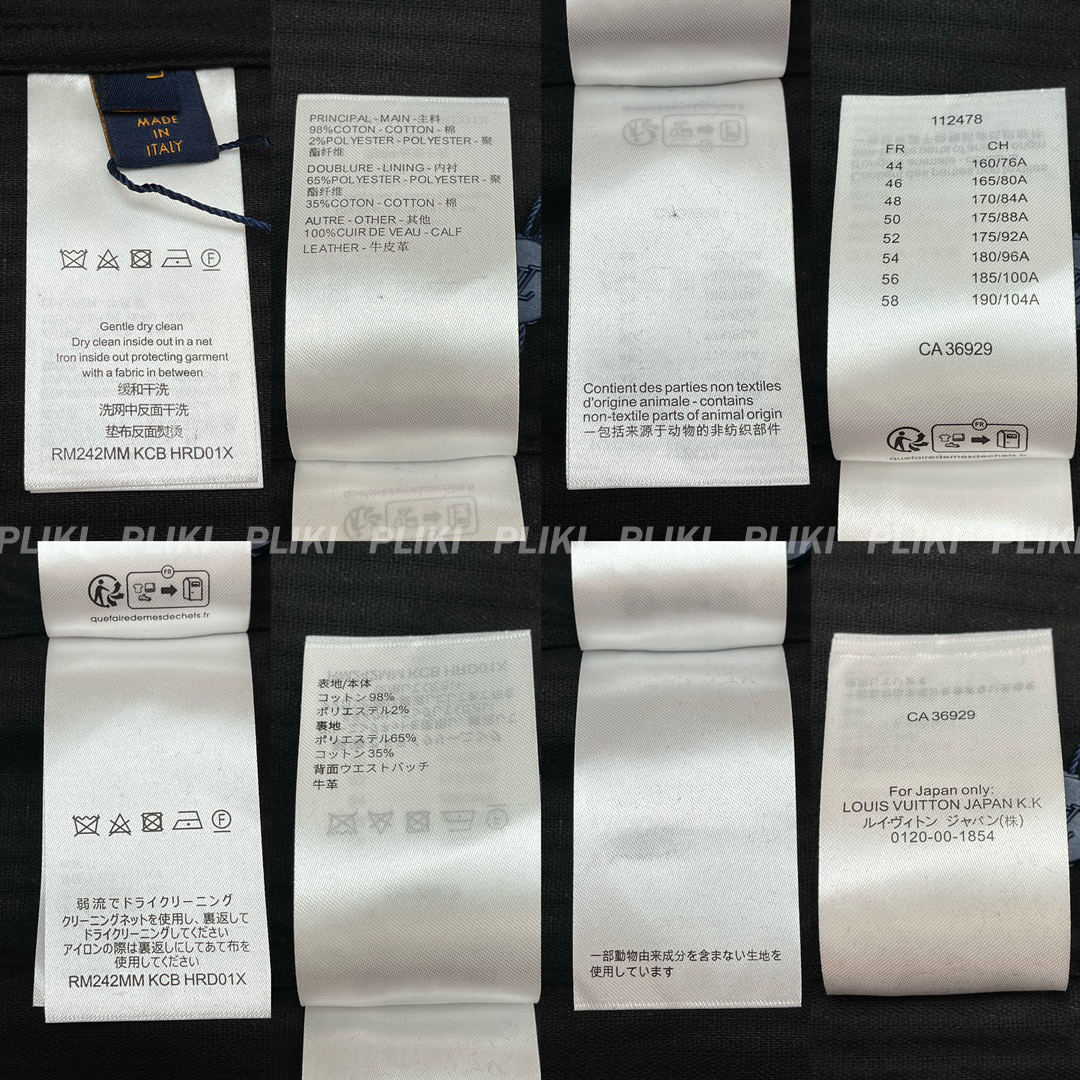 MADE
IN
ITALY
Gentle dry clean
Dry clean inside out in a net
Iron inside out protecting garment
with a fabric in between
缓和干洗
洗网中反面干洗
垫布反面熨烫
RM242MM KCB HRD01X
PRINCIPAL - MAIN - 主料
98%COTON - COTTON - 棉
2%POLYESTER - POLYESTER - 聚
酯纤维
DOUBLURE - LINING - 内衬
65%POLYESTER - POLYESTER - 聚
酯纤维
35%COTON - COTTON - 棉
AUTRE - OTHER - 其他
100%CUIR DE VEAU - CALF
LEATHER - 牛皮革
Contient des parties non textiles
d'origine animale - contains
non-textile parts of animal origin
一包括来源于动物的非纺织部件
112478
FR CH
44 160/76A
46 165/80A
48 170/84A
50 175/88A
52 175/92A
54 180/96A
56 185/100A
58 190/104A
CA 36929
FR
quefairedemesdechets.fr
PLIKI PLIKI PLIKI PLIKI PLIKI PLIKI PLIKI PLIKI PLIKI
FR
quefairedemesdechets.fr
F
弱流でドライクリーニング
クリーニングネットを使用し、裏返して
ドライクリーニングしてください
アイロンの際は裏返しにしてあて布を
使用してください
RM242MM KCB HRD01X
表地/本体
コットン98%
ポリエステル2%
裏地
ポリエステル65%
コットン35%
背面ウエストパッチ
牛革
一部動物由来成分を含まない生地を
使用しています
CA 36929
For Japan only:
LOUIS VUITTON JAPAN K.K
ルイ・ヴィトン ジャパン(株)
0120-00-1854